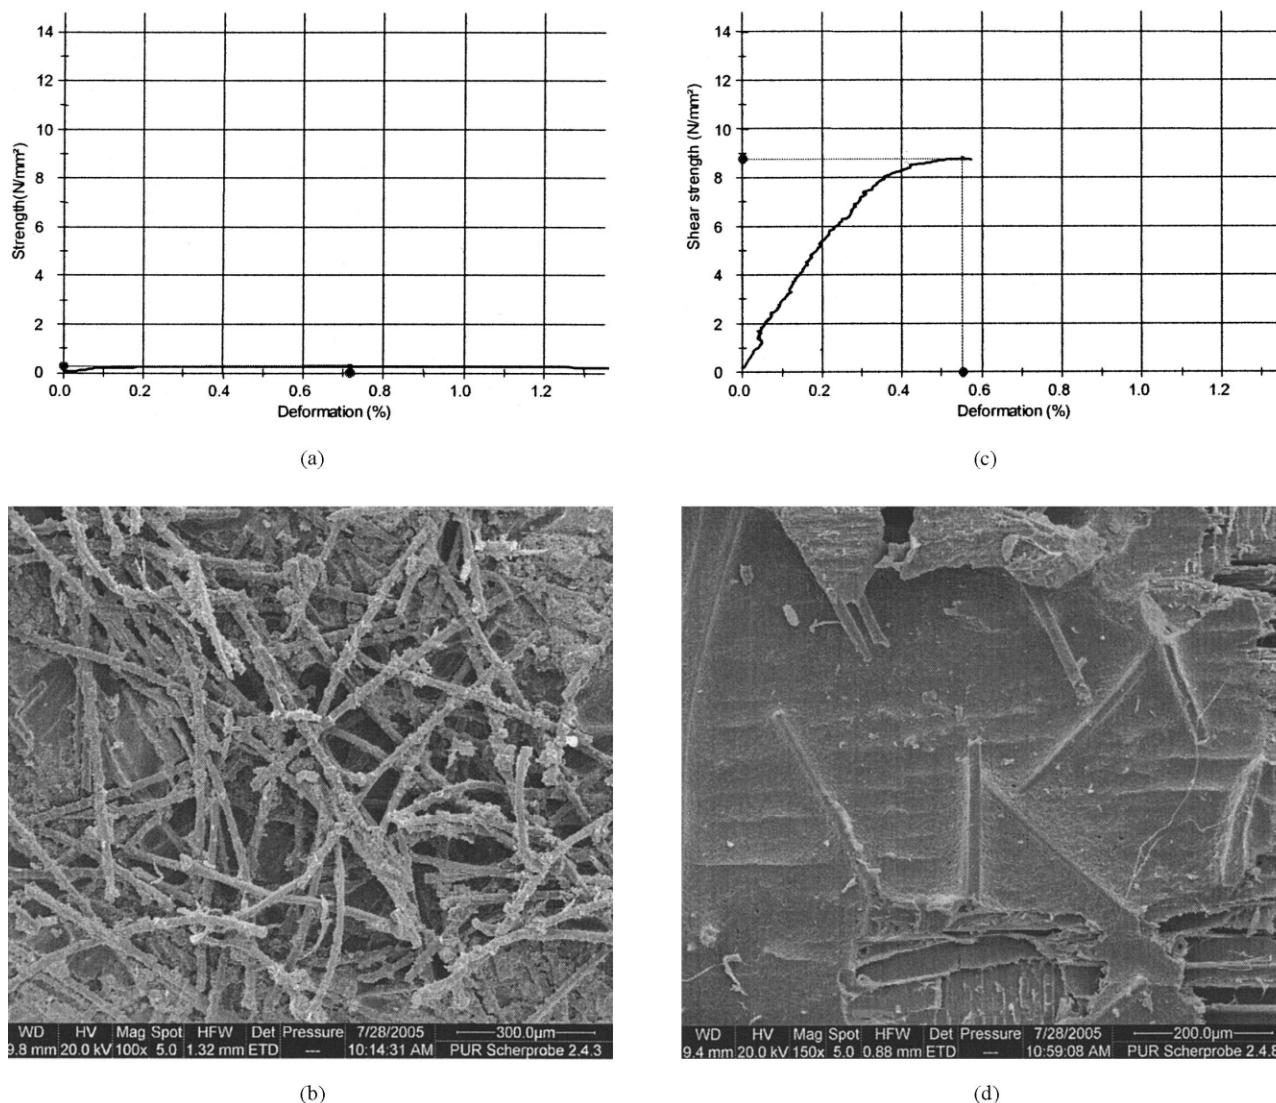 14
12
10
8
6
4
2
0
Strength(N/mm²)
0.0 0.2 0.4 0.6 0.8 1.0 1.2
Deformation (%)
(a)
14
12
10
8
6
4
2
0
Shear strength (N/mm²)
0.0 0.2 0.4 0.6 0.8 1.0 1.2
Deformation (%)
(c)
WD HV Mag Spot HFW Det Pressure 7/28/2005 300.0µm
9.8 mm 20.0 kV 100x 5.0 1.32 mm ETD --- 10:14:31 AM PUR Scherprobe 2.4.3
(b)
WD HV Mag Spot HFW Det Pressure 7/28/2005 200.0µm
9.4 mm 20.0 kV 150x 5.0 0.88 mm ETD --- 10:59:08 AM PUR Scherprobe 2.4.8
(d)